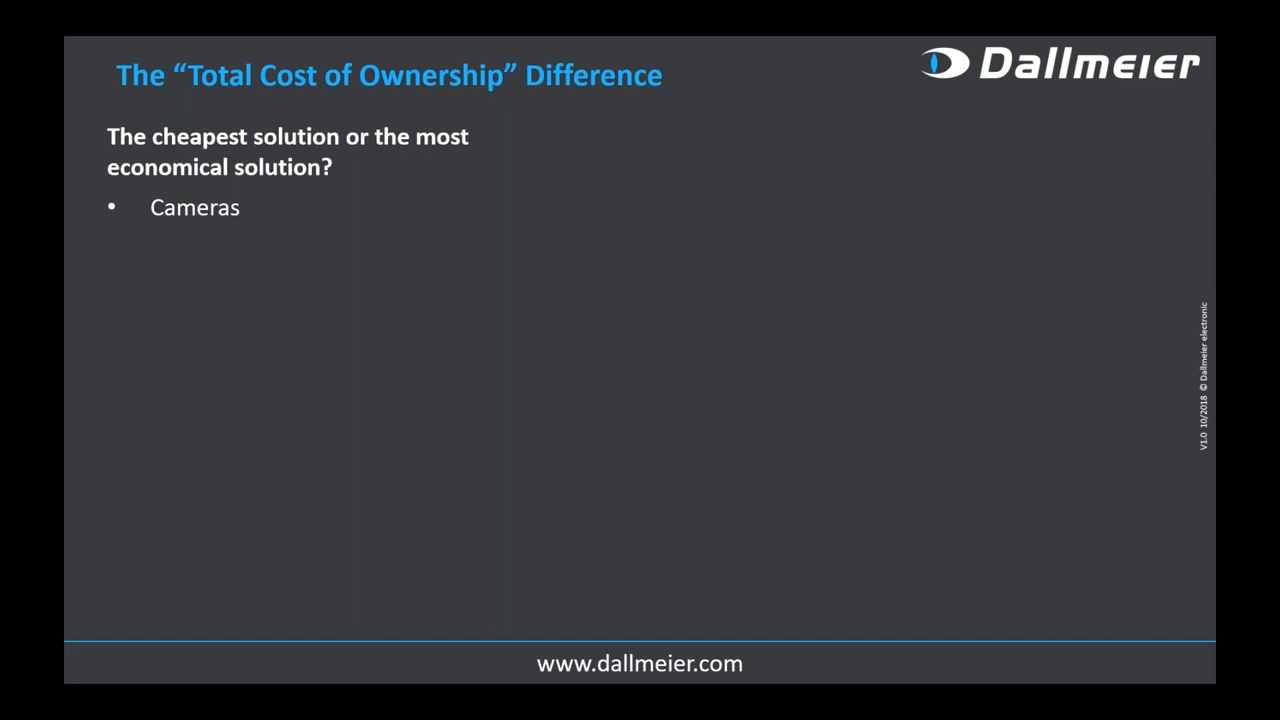 The “Total Cost of Ownership” Difference
Dallmeier
The cheapest solution or the most
economical solution?
• Cameras
V1.0 10/2018 © Dallmeier electronic
www.dallmeier.com